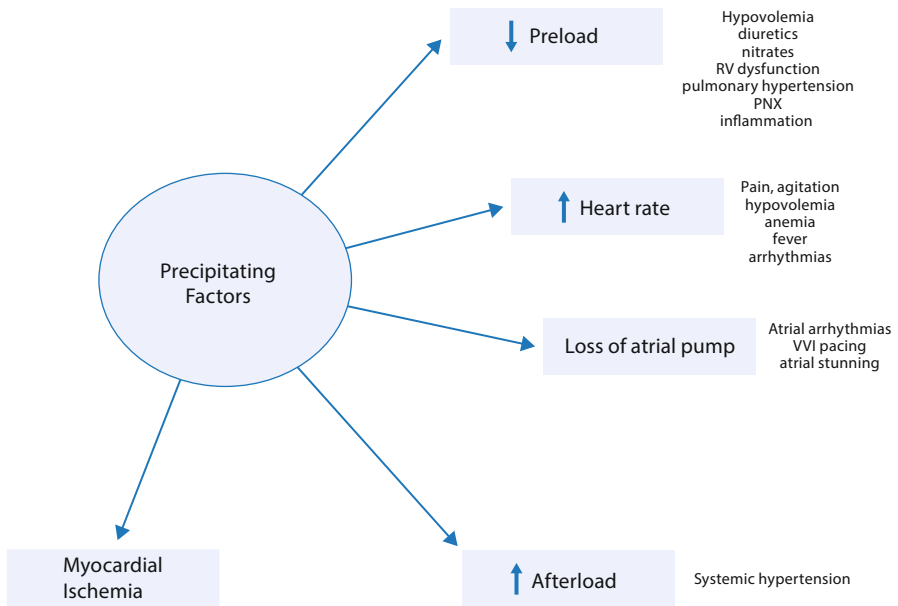 Preload
Hypovolemia
diuretics
nitrates
RV dysfunction
pulmonary hypertension
PNX
inflammation
Heart rate
Pain, agitation
hypovolemia
anemia
fever
arrhythmias
Precipitating
Factors
Loss of atrial pump
Atrial arrhythmias
VVI pacing
atrial stunning
Myocardial
Ischemia
Afterload
Systemic hypertension